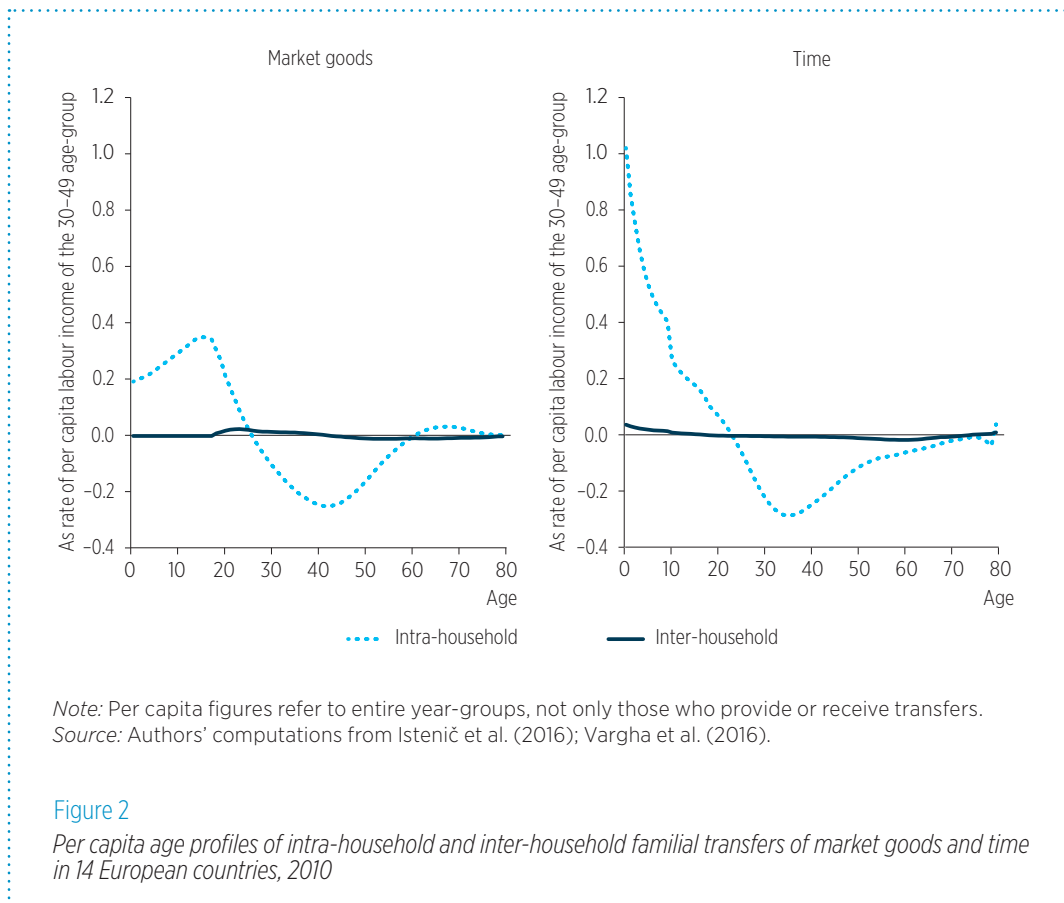 Market goods
As rate of per capita labour income of the 30–49 age-group
1.2
1.0
0.8
0.6
0.4
0.2
0.0
–0.2
–0.4
0 10 20 30 40 50 60 70 80
Age
Time
As rate of per capita labour income of the 30–49 age-group
1.2
1.0
0.8
0.6
0.4
0.2
0.0
–0.2
–0.4
0 10 20 30 40 50 60 70 80
Age
Intra-household Inter-household
Note: Per capita figures refer to entire year-groups, not only those who provide or receive transfers.
Source: Authors’ computations from Istenič et al. (2016); Vargha et al. (2016).
Figure 2
Per capita age profiles of intra-household and inter-household familial transfers of market goods and time
in 14 European countries, 2010